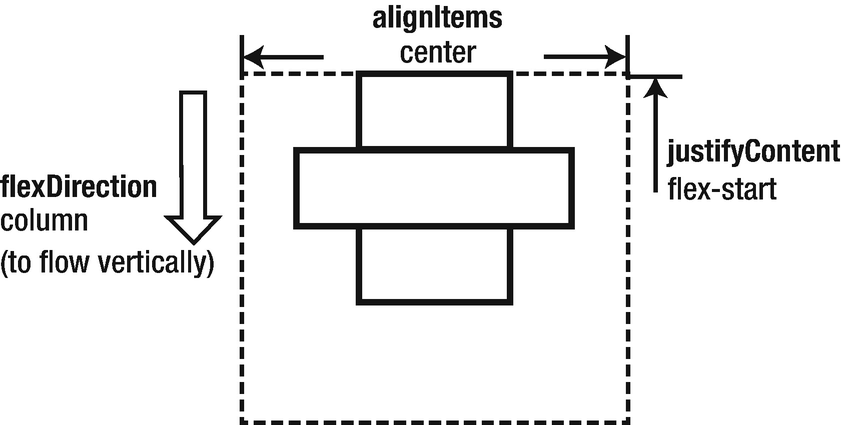 alignItems
center
flexDirection
column
(to flow vertically)
justifyContent
flex-start